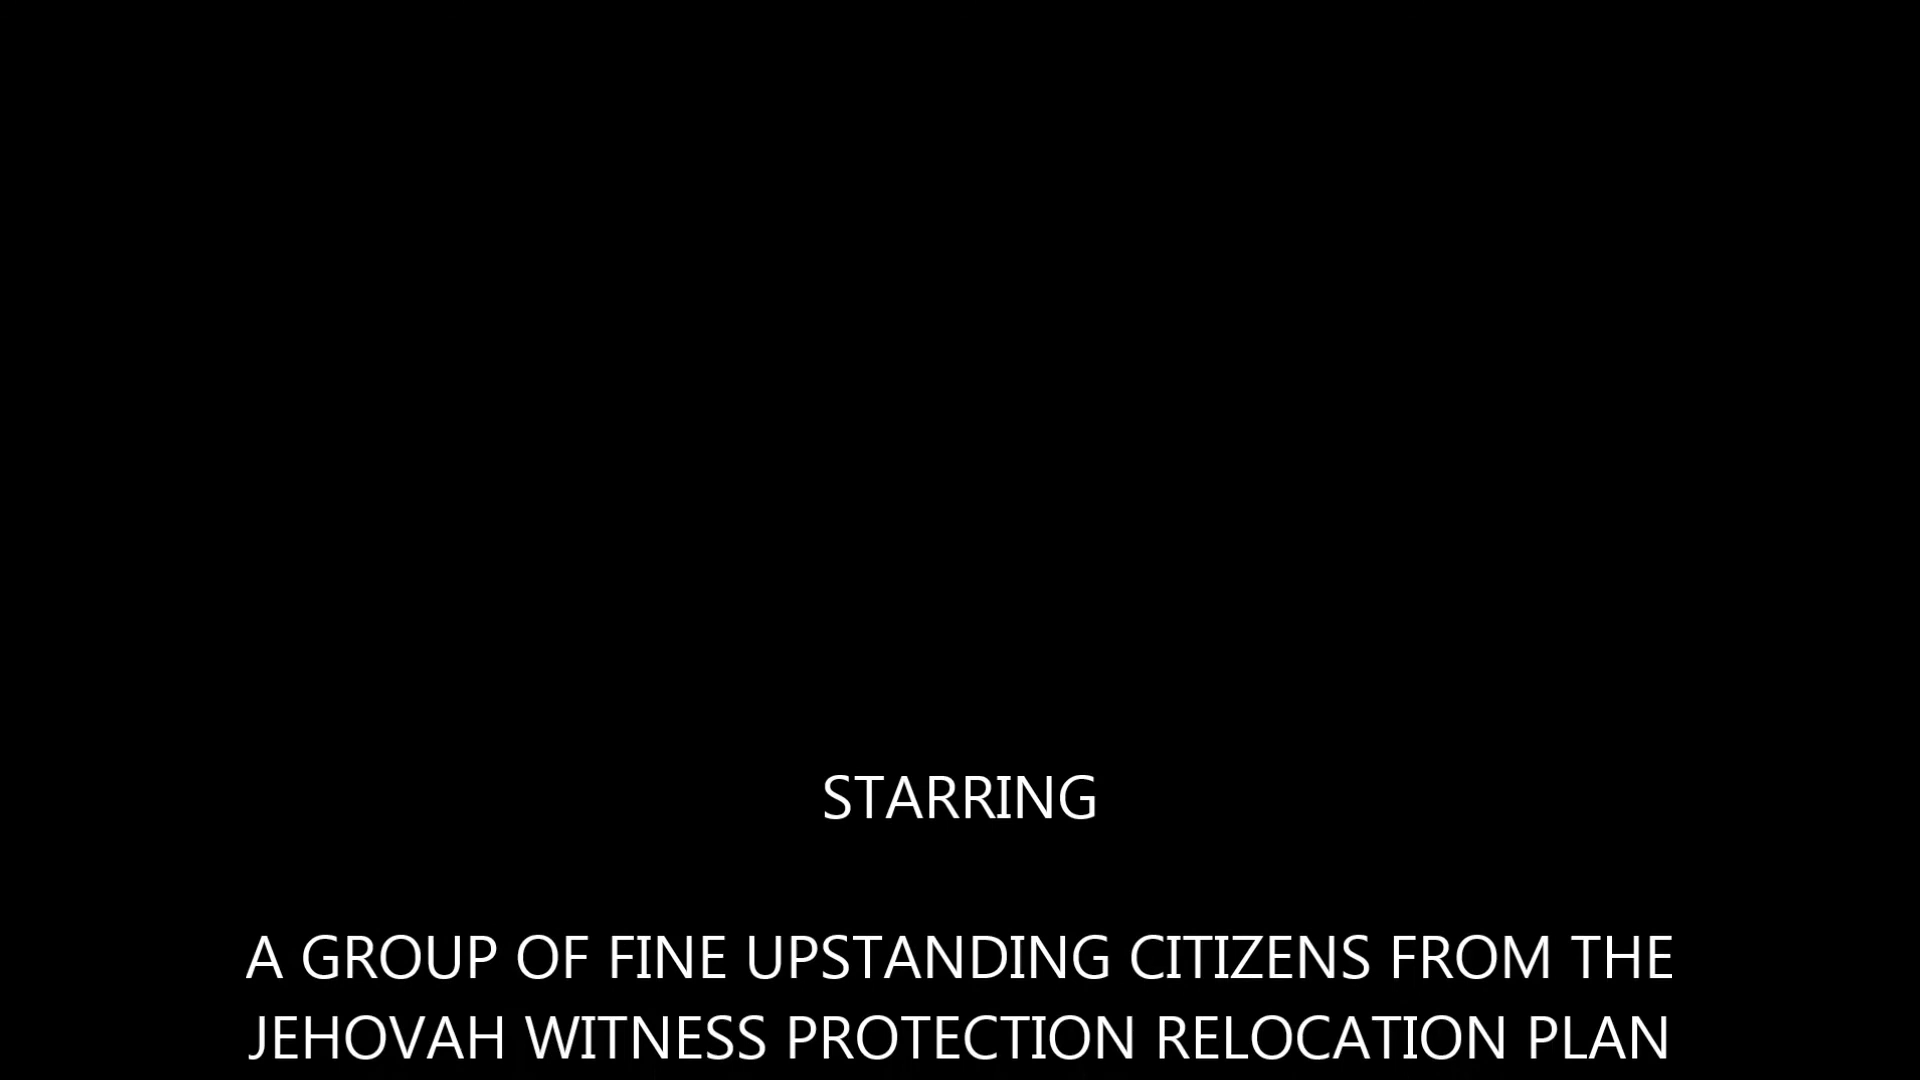 STARRING
A GROUP OF FINE UPSTANDING CITIZENS FROM THE
JEHOVAH WITNESS PROTECTION RELOCATION PLAN